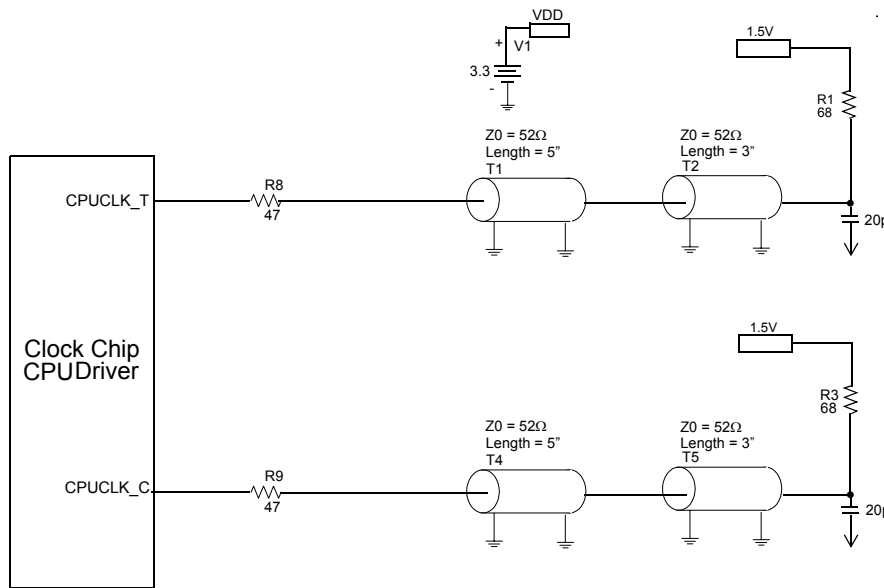 VDD
+
V1
3.3
-
1.5V
R1
68
Z0 = 52Ω
Length = 5”
T1
Z0 = 52Ω
Length = 3”
T2
CPUCLK_T
R8
47
20p
Clock Chip
CPUDriver
1.5V
R3
68
Z0 = 52Ω
Length = 5”
T4
Z0 = 52Ω
Length = 3”
T5
CPUCLK_C
R9
47
20p